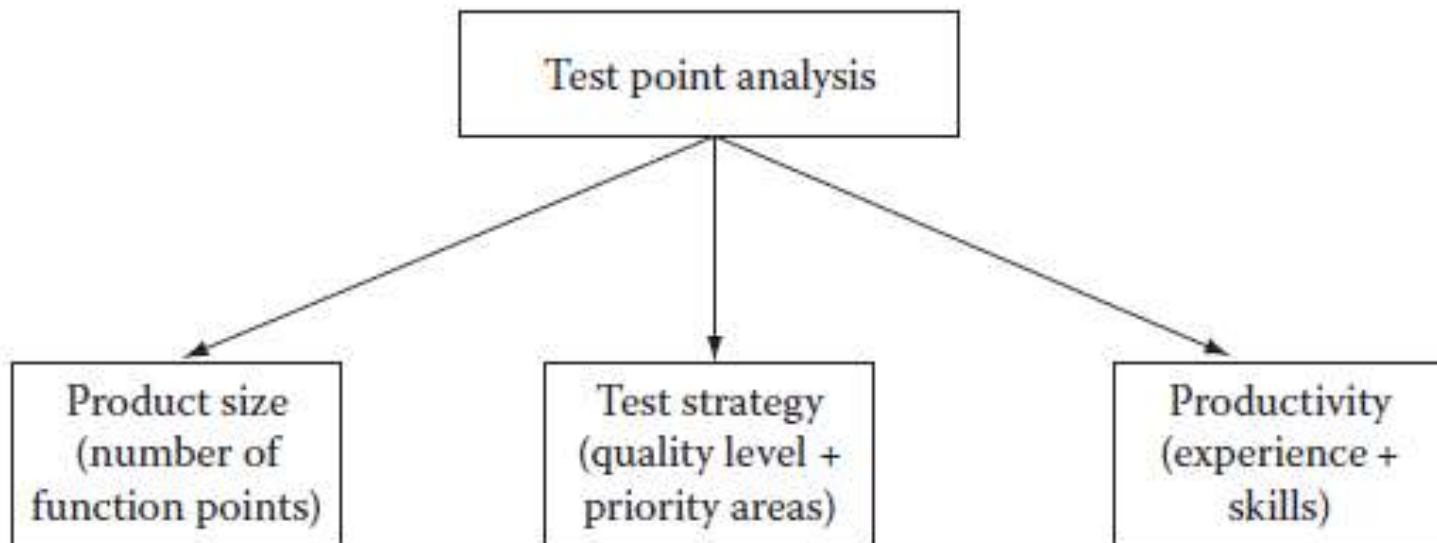 Test point analysis
Product size
(number of
function points)
Test strategy
(quality level +
priority areas)
Productivity
(experience +
skills)